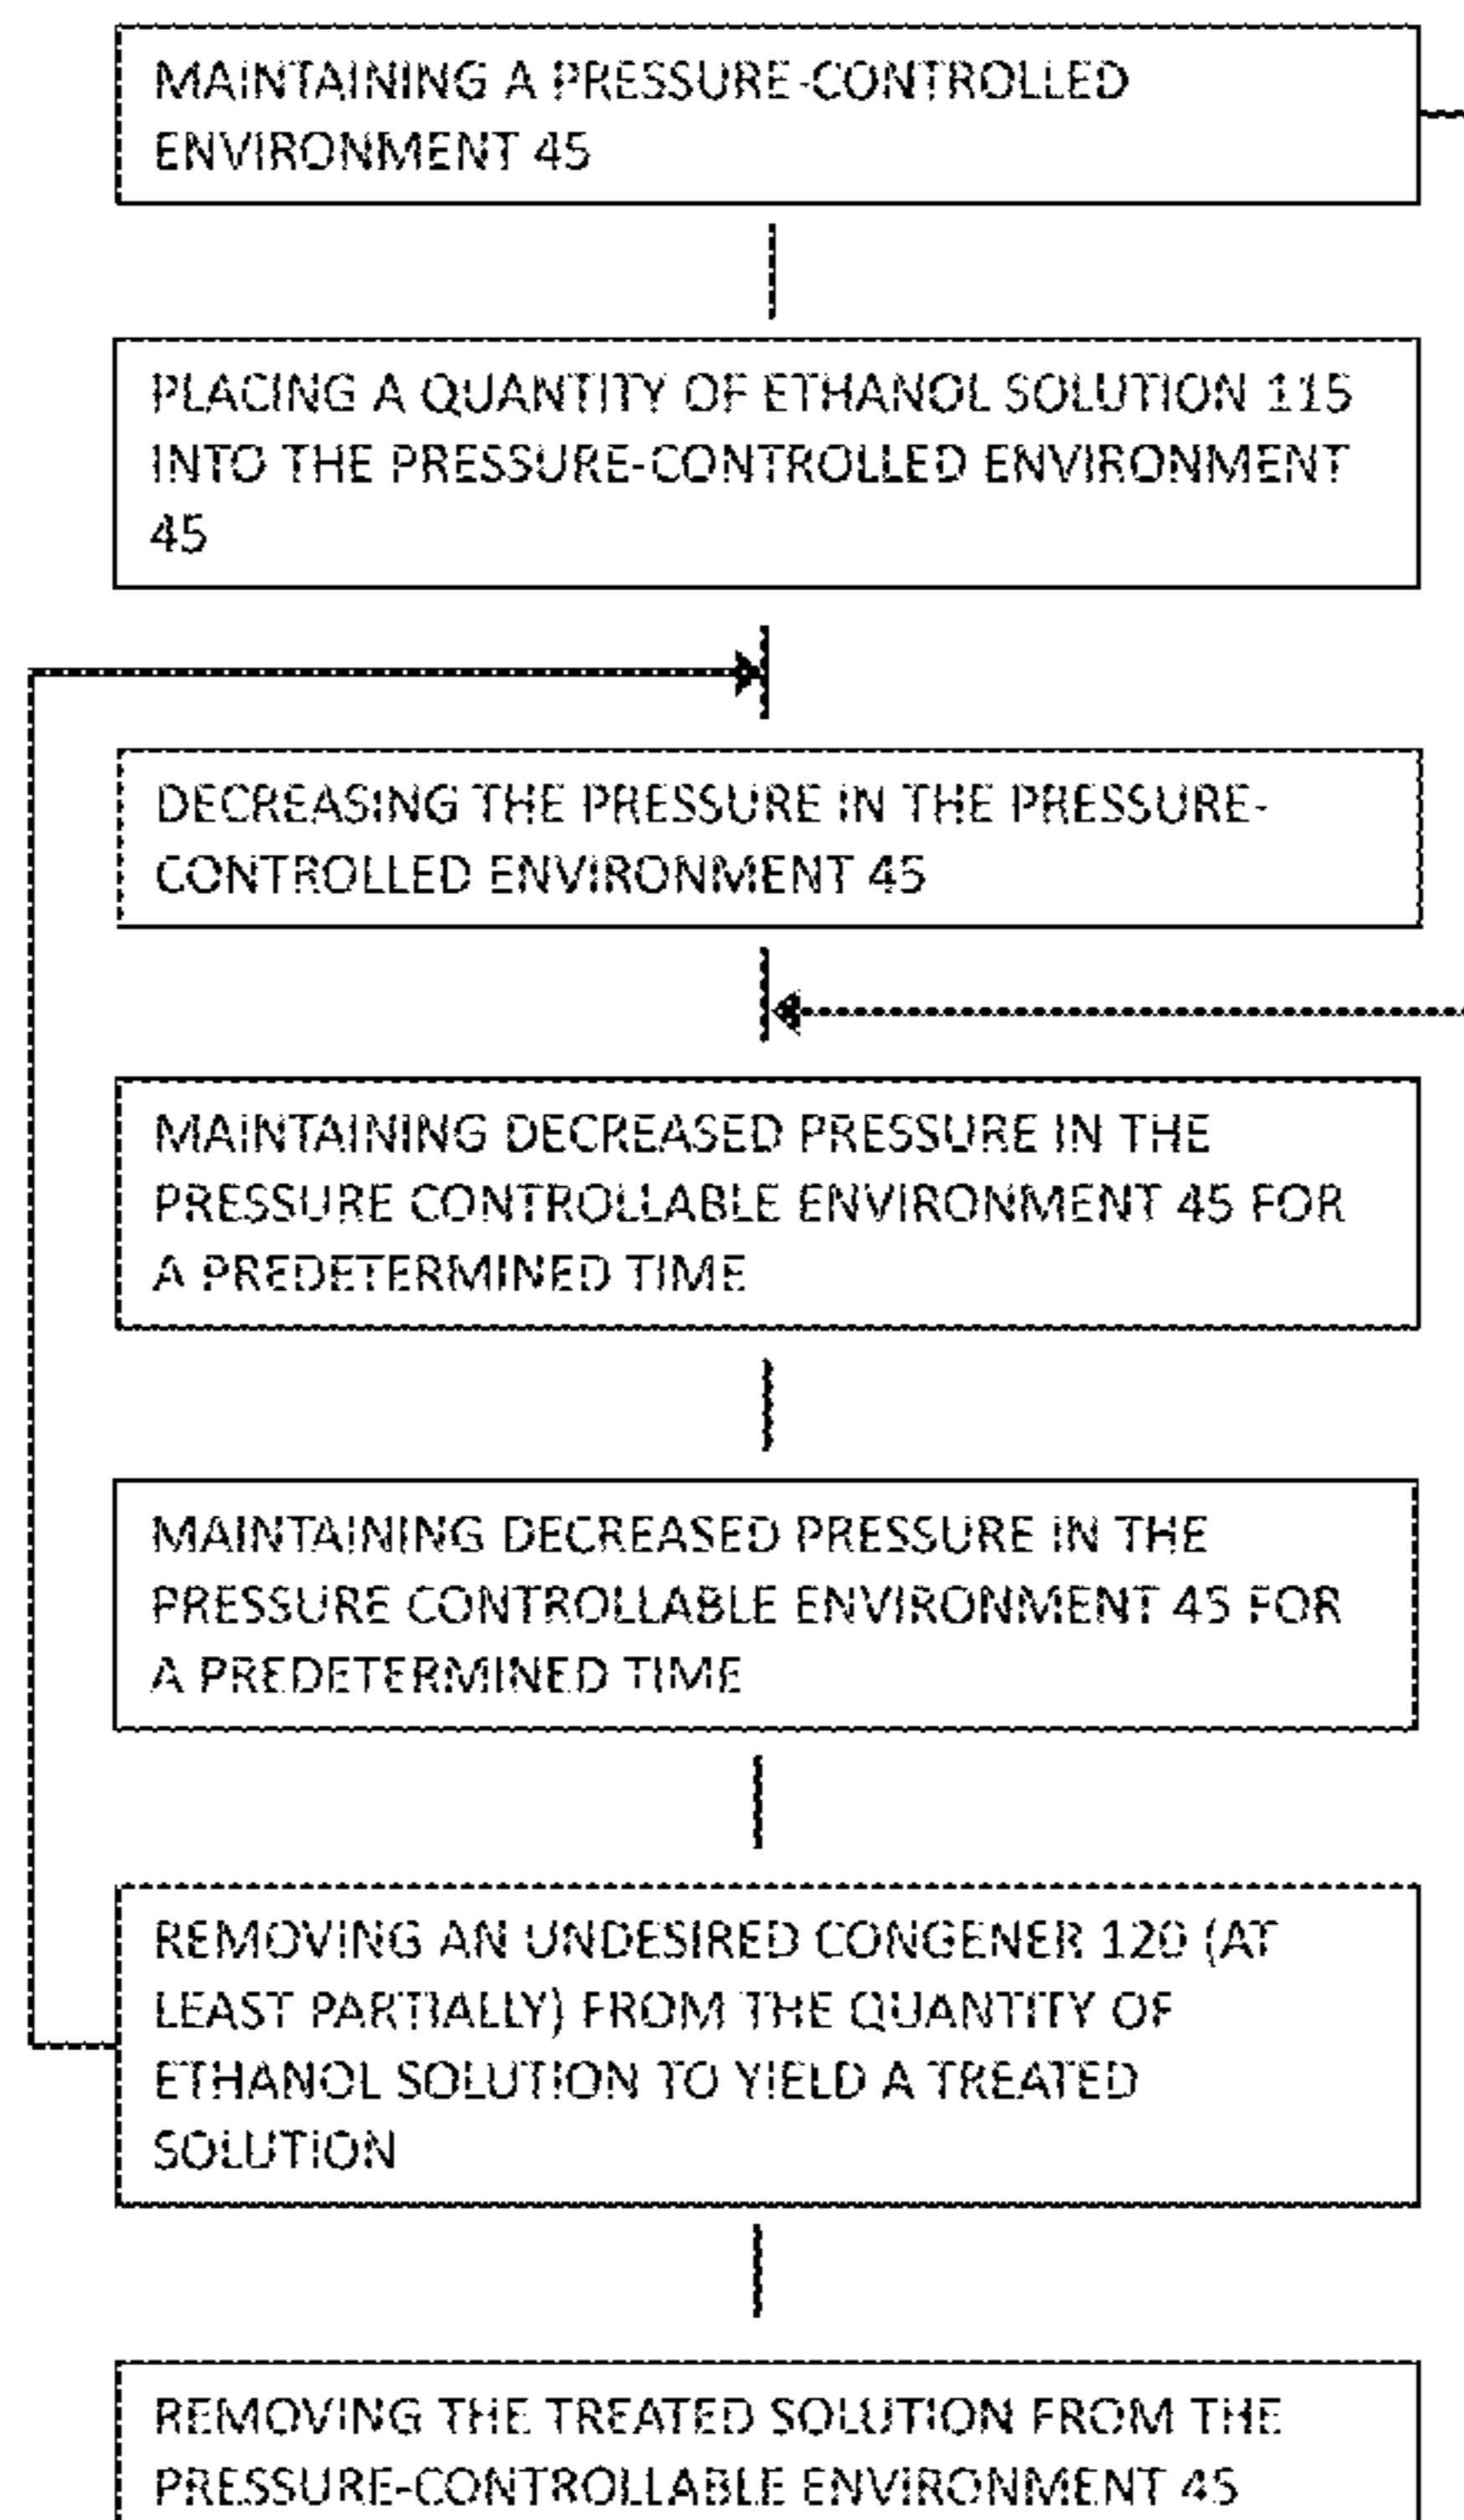 MAINTAINING A PRESSURE-CONTROLLED
ENVIRONMENT 45
PLACING A QUANTITY OF ETHANOL SOLUTION 115
INTO THE PRESSURE-CONTROLLED ENVIRONMENT
45
DECREASING THE PRESSURE IN THE PRESSURE-
CONTROLLED ENVIRONMENT 45
MAINTAINING DECREASED PRESSURE IN THE
PRESSURE CONTROLLABLE ENVIRONMENT 45 FOR
A PREDETERMINED TIME
MAINTAINING DECREASED PRESSURE IN THE
PRESSURE CONTROLLABLE ENVIRONMENT 45 FOR
A PREDETERMINED TIME
REMOVING AN UNDESIRED CONGENER 120 (AT
LEAST PARTIALLY) FROM THE QUANTITY OF
ETHANOL SOLUTION TO YIELD A TREATED
SOLUTION
REMOVING THE TREATED SOLUTION FROM THE
PRESSURE-CONTROLLABLE ENVIRONMENT 45